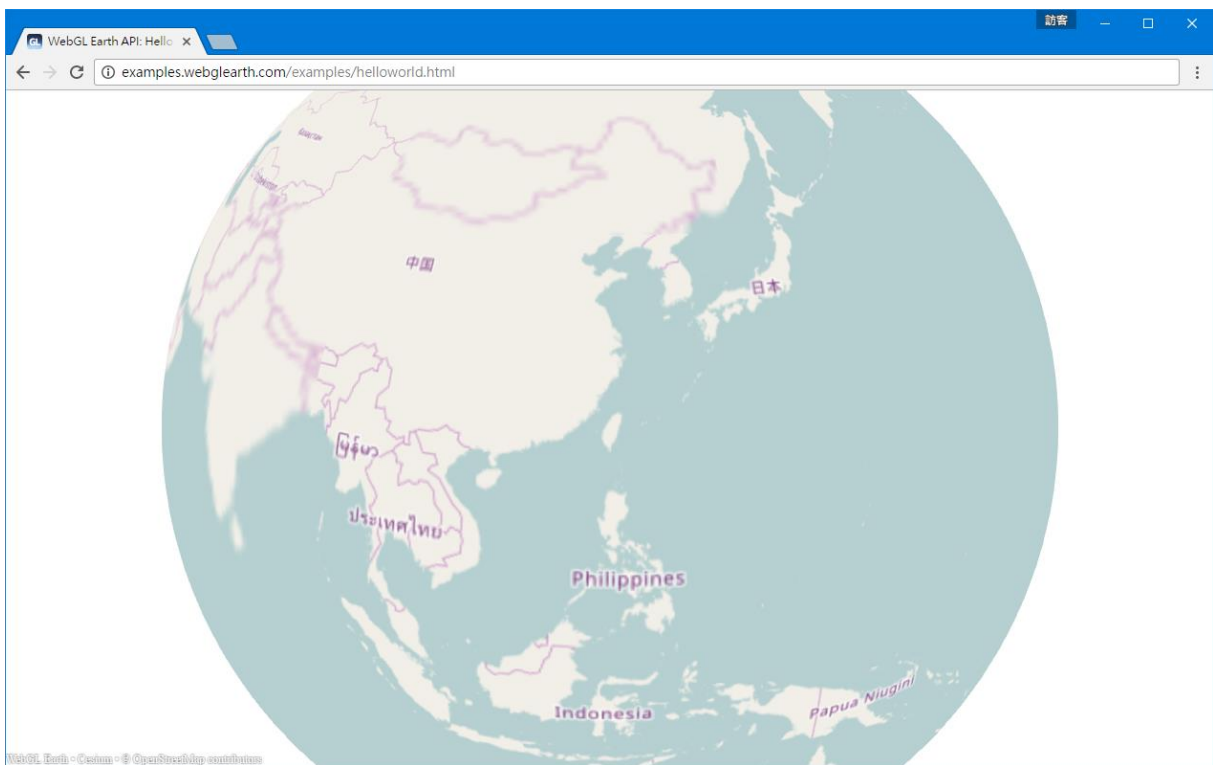 訪客
WebGL Earth API: Hello
examples.webglearth.com/examples/helloworld.html
中国
日本
မြန်မာ
ประเทศไทย
Philippines
Indonesia
Papua Niugini
WebGL Earth • Cesium • © OpenStreetMap contributors